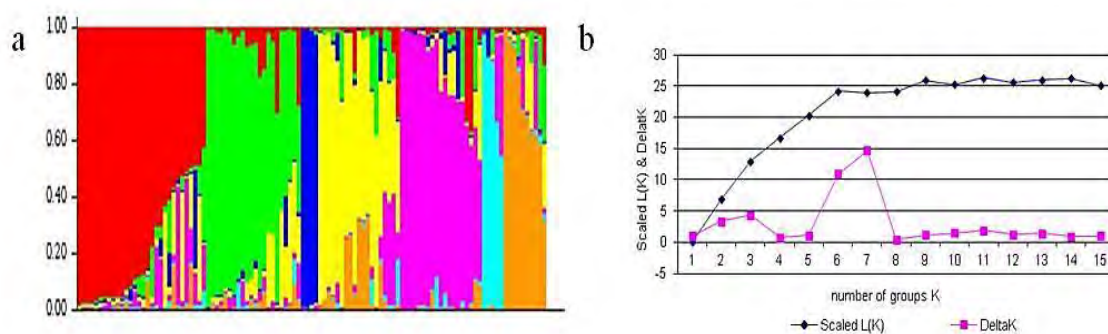 a
1.00
0.80
0.60
0.40
0.20
0.00
b
Scaled L(K) & DelatK
30
25
20
15
10
5
0
-5
1 2 3 4 5 6 7 8 9 10 11 12 13 14 15
number of groups K
Scaled L(K) DeltaK